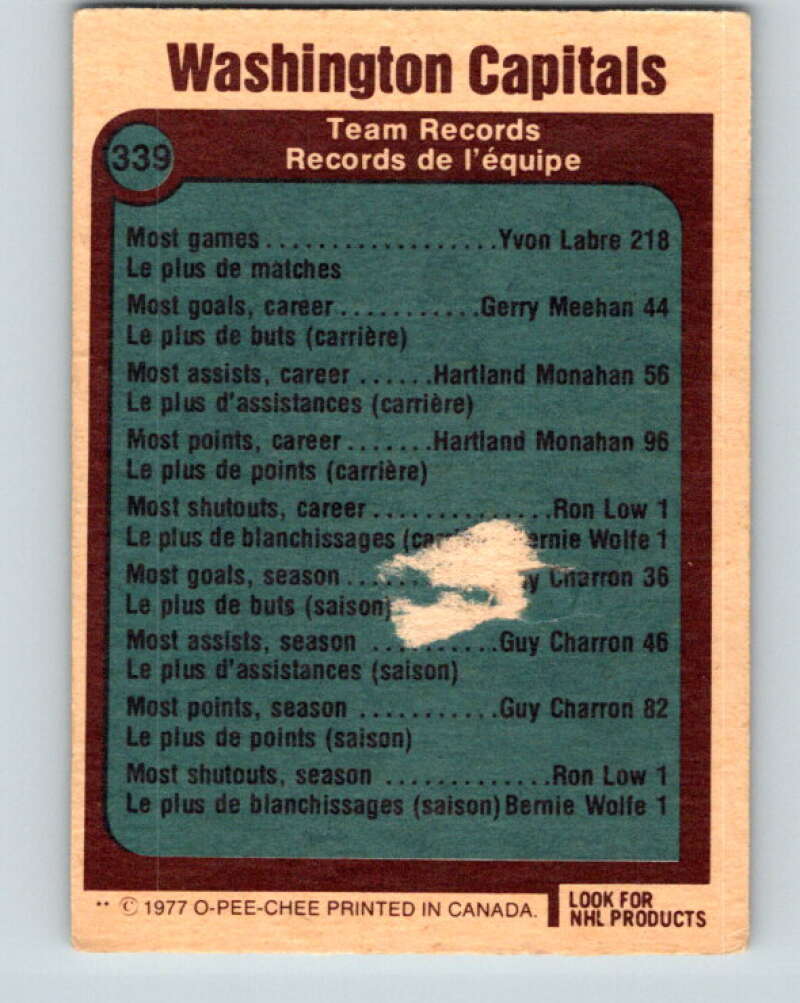 Washington Capitals
339
Team Records
Records de l'équipe
Most games..................Yvon Labre 218
Le plus de matches
Most goals, career...........Gerry Meehan 44
Le plus de buts (carrière)
Most assists, career ......Hartland Monahan 56
Le plus d'assistances (carrière)
Most points, career.......Hartland Monahan 96
Le plus de points (carrière)
Most shutouts, career..............Ron Low 1
Le plus de blanchissages Wolfe 1
Most goals, season.... Charron 36
Le plus de buts (saison)
Most assists, season ..........Guy Charron 46
Le plus d'assistances (saison)
Most points, season ...........Guy Charron 82
Le plus de points (saison)
Most shutouts, season .............Ron Low 1
Le plus de blanchissages (saison) Bernie Wolfe 1
** © 1977 O-PEE-CHEE PRINTED IN CANADA.
LOOK FOR
NHL PRODUCTS